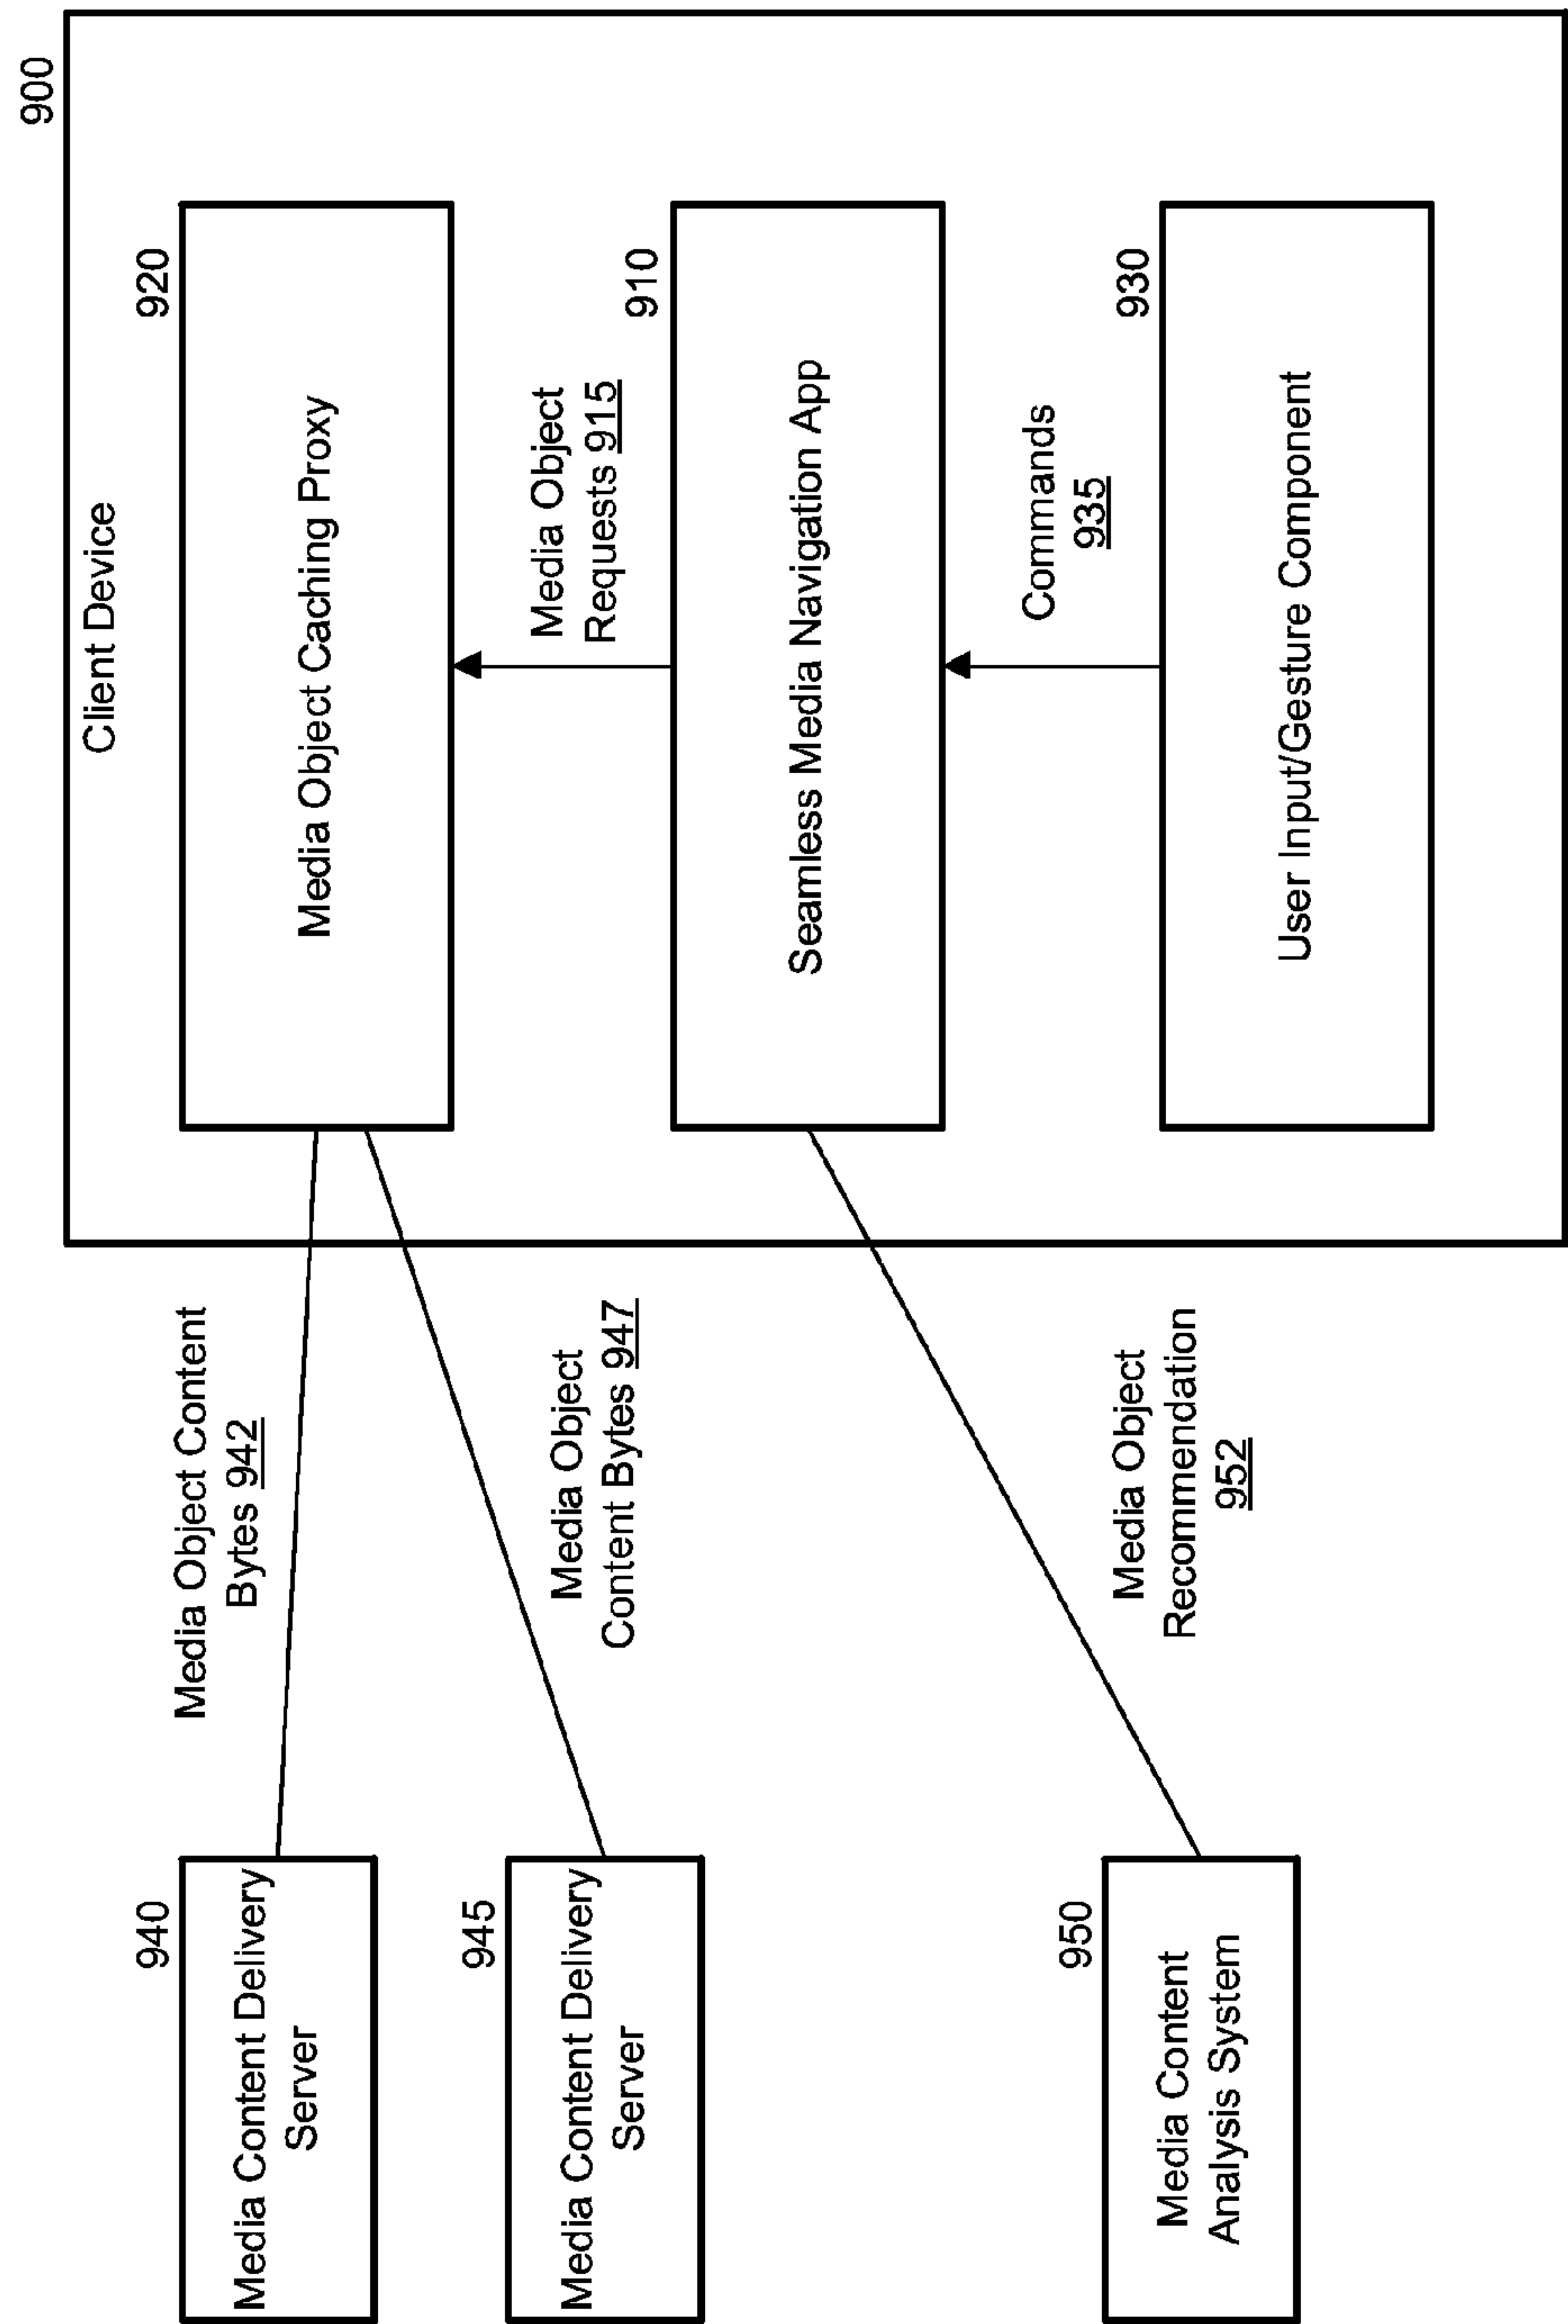 900
Client Device
920
Media Object Caching Proxy
Media Object
Requests 915
910
Seamless Media Navigation App
Commands
935
930
User Input/Gesture Component
Media Object Content
Bytes 942
Media Object
Content Bytes 947
Media Object
Recommendation
952
940
Media Content Delivery
Server
945
Media Content Delivery
Server
950
Media Content
Analysis System